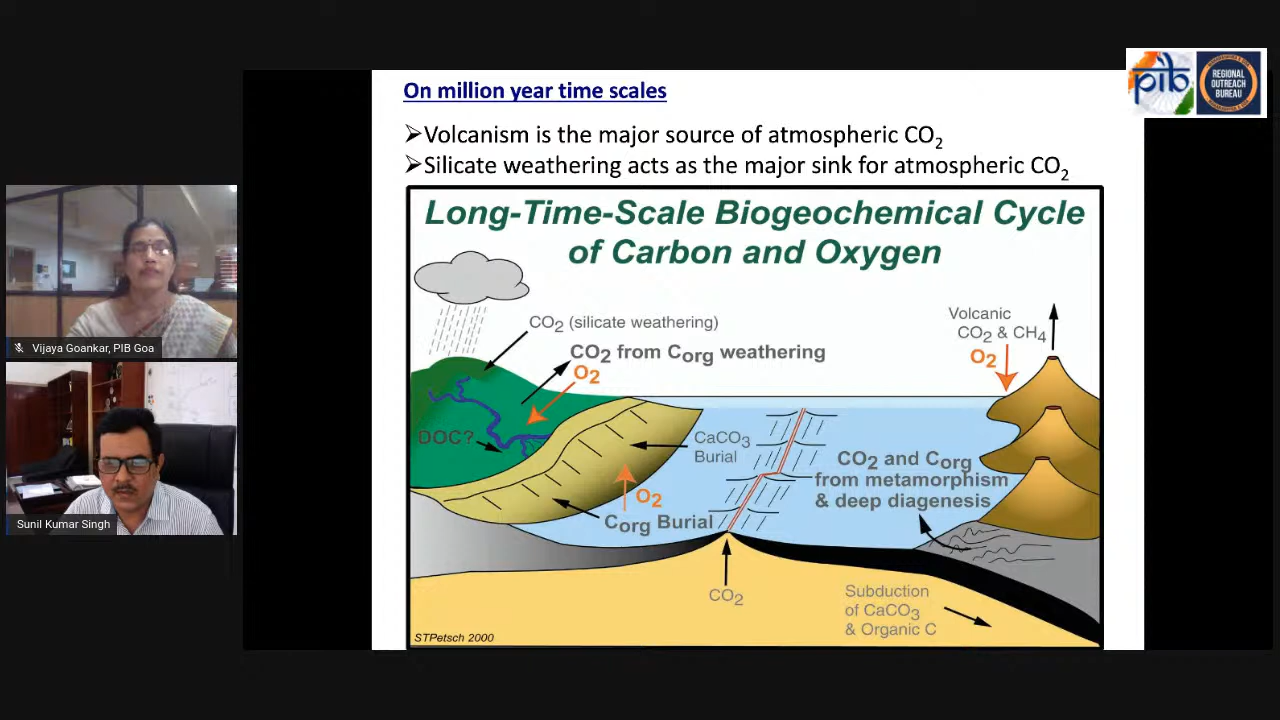 On million year time scales
➢Volcanism is the major source of atmospheric CO2
➢Silicate weathering acts as the major sink for atmospheric CO2
Long-Time-Scale Biogeochemical Cycle
of Carbon and Oxygen
CO2 (silicate weathering)
CO2 from Corg weathering
O2
DOC?
CaCO3
Burial
O2
Corg Burial
Volcanic
CO2 & CH4
O2
CO2 and Corg
from metamorphism
& deep diagenesis
CO2
Subduction
of CaCO3
& Organic C
STPetsch 2000
Vijaya Goankar, PIB Goa
Sunil Kumar Singh
pib
REGIONAL
OUTREACH
BUREAU